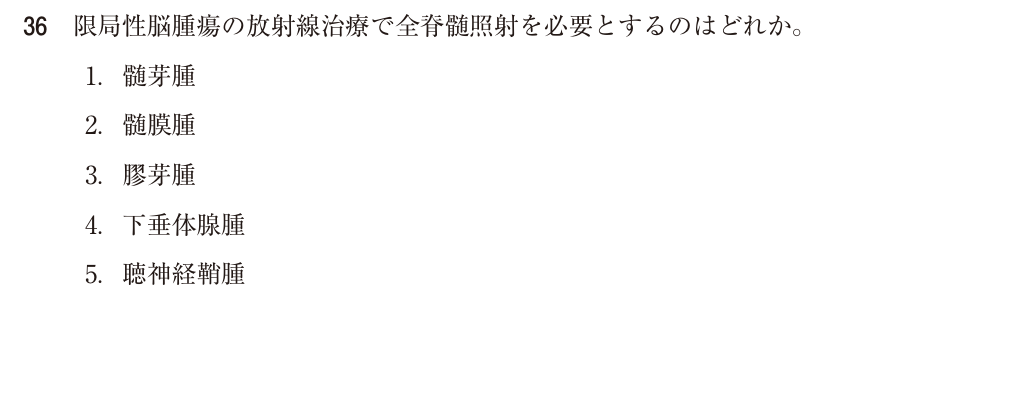 36 限局性脳腫瘍の放射線治療で全脊髄照射を必要とするのはどれか。
1. 髄芽腫
2. 髄膜腫
3. 膠芽腫
4. 下垂体腺腫
5. 聴神経鞘腫